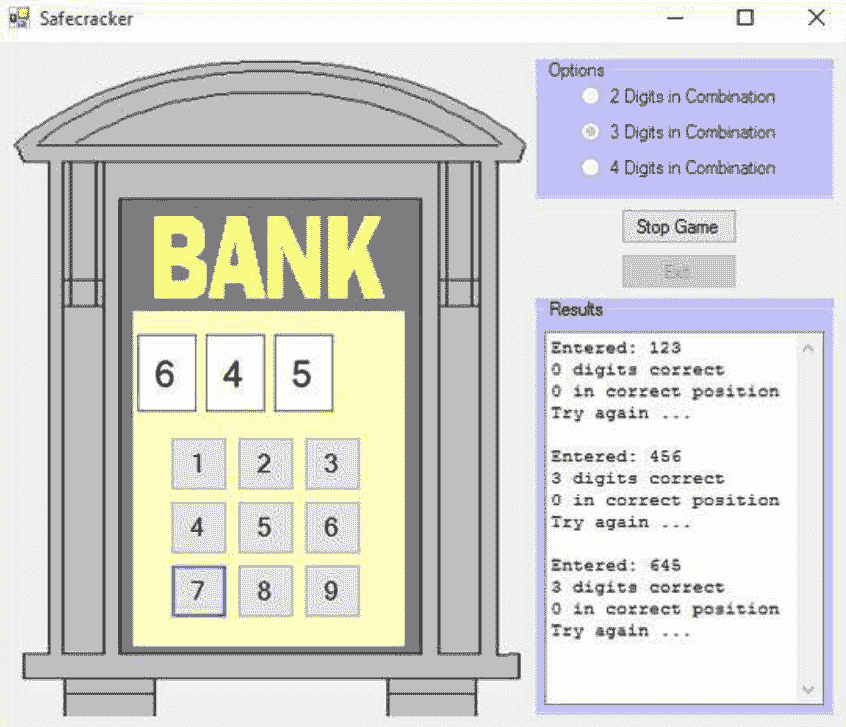 Safecracker
BANK
6 4 5
1 2 3
4 5 6
7 8 9
Options
2 Digits in Combination
3 Digits in Combination
4 Digits in Combination
Stop Game
Exit
Results
Entered: 123
0 digits correct
0 in correct position
Try again ...
Entered: 456
3 digits correct
0 in correct position
Try again ...
Entered: 645
3 digits correct
0 in correct position
Try again ...